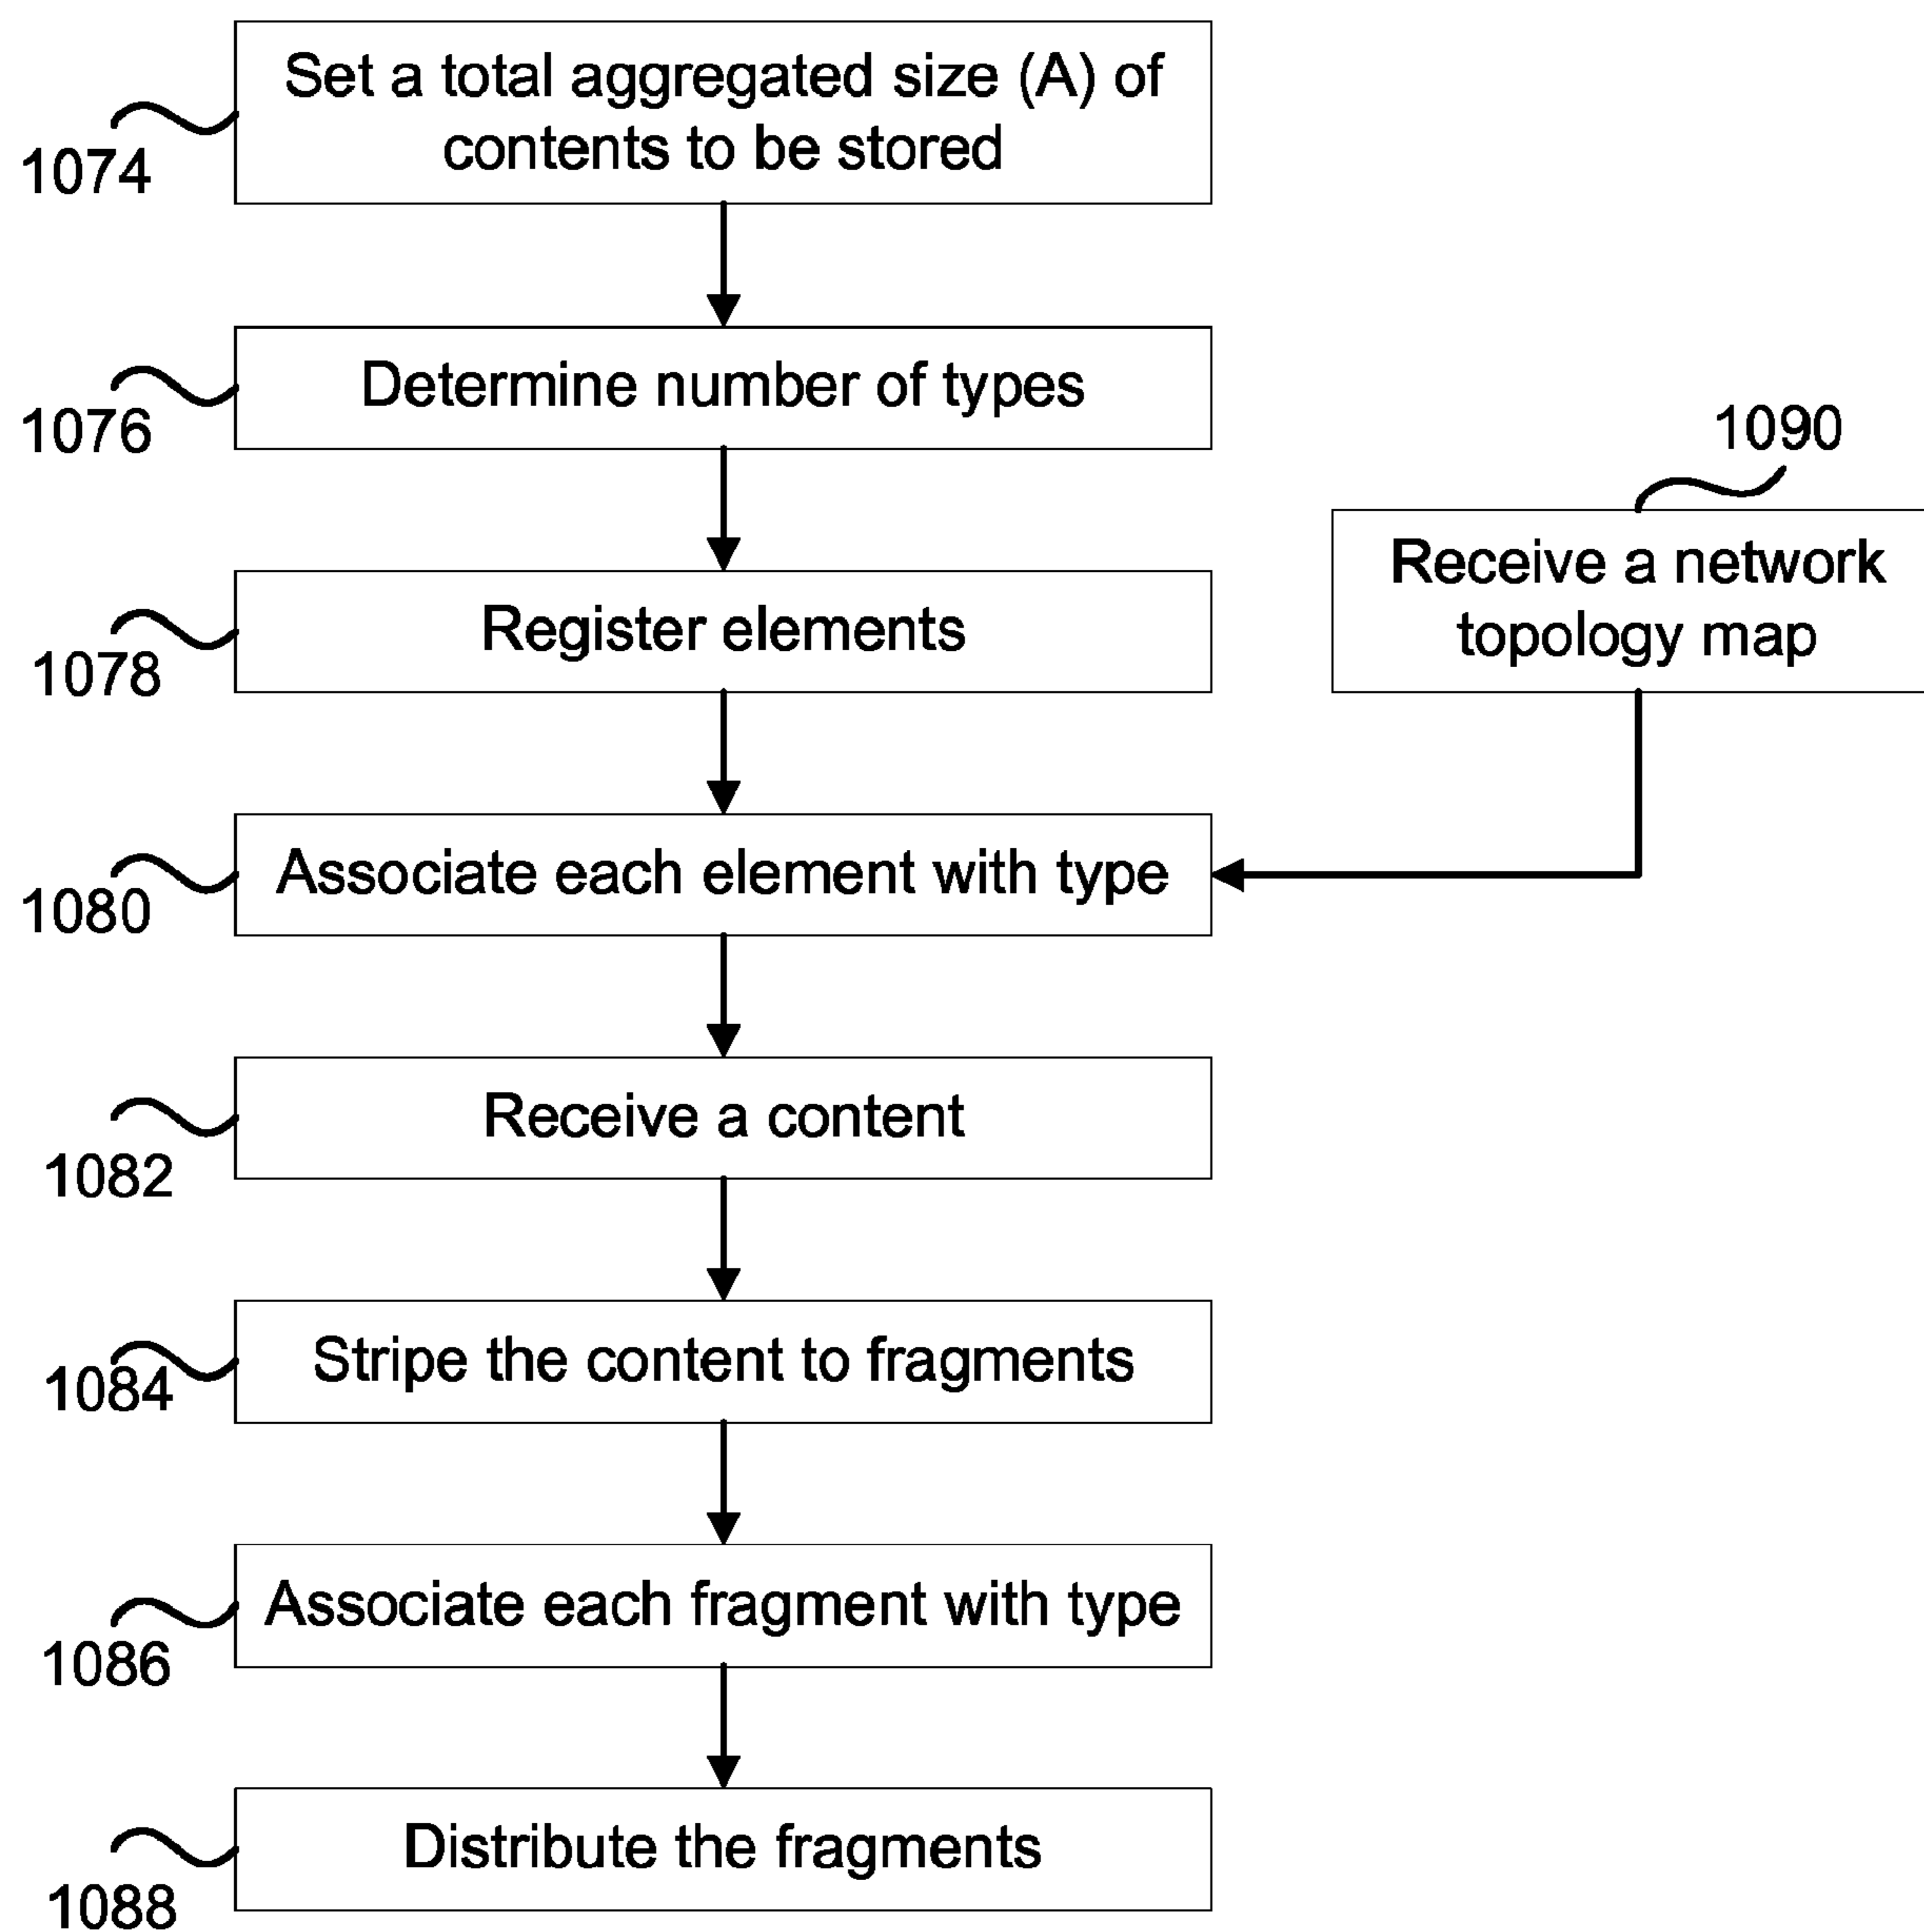 Set a total aggregated size (A) of
contents to be stored
1074
Determine number of types
1076
1090
Receive a network
topology map
Register elements
1078
Associate each element with type
1080
Receive a content
1082
Stripe the content to fragments
1084
Associate each fragment with type
1086
Distribute the fragments
1088